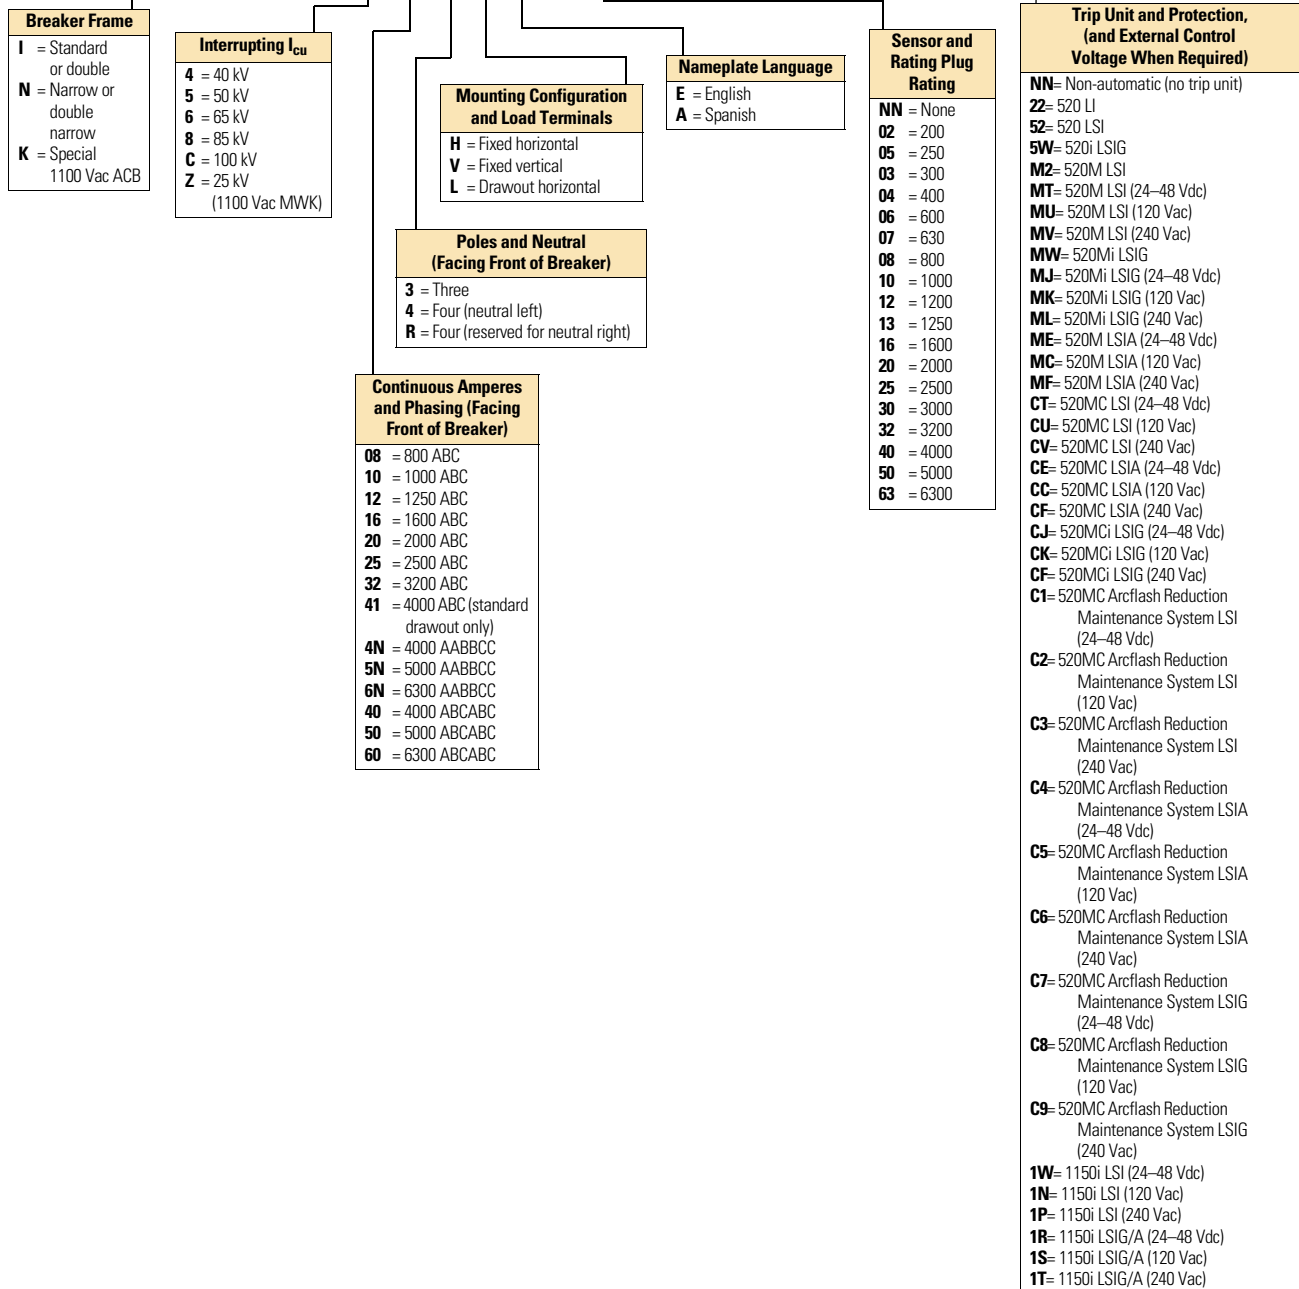 Breaker Frame
I = Standard
or double
N = Narrow or
double
narrow
K = Special
1100 Vac ACB
Interrupting Icu
4 = 40 kV
5 = 50 kV
6 = 65 kV
8 = 85 kV
C = 100 kV
Z = 25 kV
(1100 Vac MWK)
Continuous Amperes
and Phasing (Facing
Front of Breaker)
08 = 800 ABC
10 = 1000 ABC
12 = 1250 ABC
16 = 1600 ABC
20 = 2000 ABC
25 = 2500 ABC
32 = 3200 ABC
41 = 4000 ABC (standard
drawout only)
4N = 4000 AABBCC
5N = 5000 AABBCC
6N = 6300 AABBCC
40 = 4000 ABCABC
50 = 5000 ABCABC
60 = 6300 ABCABC
Poles and Neutral
(Facing Front of Breaker)
3 = Three
4 = Four (neutral left)
R = Four (reserved for neutral right)
Mounting Configuration
and Load Terminals
H = Fixed horizontal
V = Fixed vertical
L = Drawout horizontal
Nameplate Language
E = English
A = Spanish
Sensor and
Rating Plug
Rating
NN = None
02 = 200
05 = 250
03 = 300
04 = 400
06 = 600
07 = 630
08 = 800
10 = 1000
12 = 1200
13 = 1250
16 = 1600
20 = 2000
25 = 2500
30 = 3000
32 = 3200
40 = 4000
50 = 5000
63 = 6300
Trip Unit and Protection,
(and External Control
Voltage When Required)
NN= Non-automatic (no trip unit)
22= 520 LI
52= 520 LSI
5W= 520i LSIG
M2= 520M LSI
MT= 520M LSI (24–48 Vdc)
MU= 520M LSI (120 Vac)
MV= 520M LSI (240 Vac)
MW= 520Mi LSIG
MJ= 520Mi LSIG (24–48 Vdc)
MK= 520Mi LSIG (120 Vac)
ML= 520Mi LSIG (240 Vac)
ME= 520M LSIA (24–48 Vdc)
MC= 520M LSIA (120 Vac)
MF= 520M LSIA (240 Vac)
CT= 520MC LSI (24–48 Vdc)
CU= 520MC LSI (120 Vac)
CV= 520MC LSI (240 Vac)
CE= 520MC LSIA (24–48 Vdc)
CC= 520MC LSIA (120 Vac)
CF= 520MC LSIA (240 Vac)
CJ= 520MCi LSIG (24–48 Vdc)
CK= 520MCi LSIG (120 Vac)
CF= 520MCi LSIG (240 Vac)
C1= 520MC Arcflash Reduction
Maintenance System LSI
(24–48 Vdc)
C2= 520MC Arcflash Reduction
Maintenance System LSI
(120 Vac)
C3= 520MC Arcflash Reduction
Maintenance System LSI
(240 Vac)
C4= 520MC Arcflash Reduction
Maintenance System LSIA
(24–48 Vdc)
C5= 520MC Arcflash Reduction
Maintenance System LSIA
(120 Vac)
C6= 520MC Arcflash Reduction
Maintenance System LSIA
(240 Vac)
C7= 520MC Arcflash Reduction
Maintenance System LSIG
(24–48 Vdc)
C8= 520MC Arcflash Reduction
Maintenance System LSIG
(120 Vac)
C9= 520MC Arcflash Reduction
Maintenance System LSIG
(240 Vac)
1W= 1150i LSI (24–48 Vdc)
1N= 1150i LSI (120 Vac)
1P= 1150i LSI (240 Vac)
1R= 1150i LSIG/A (24–48 Vdc)
1S= 1150i LSIG/A (120 Vac)
1T= 1150i LSIG/A (240 Vac)